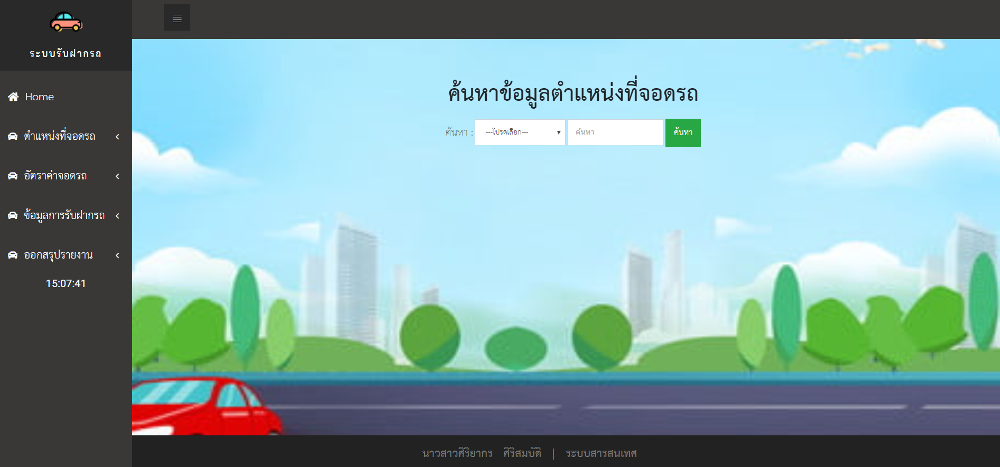 ระบบรับฝากรถ
Home
ตำแหน่งที่จอดรถ
อัตราค่าจอดรถ
ข้อมูลการรับฝากรถ
ออกสรุปรายงาน
15:07:41
ค้นหาข้อมูลตำแหน่งที่จอดรถ
ค้นหา : ---โปรดเลือก--- ค้นหา ค้นหา
นาวสาวศิริยากร ศิริสมบัติ | ระบบสารสนเทศ